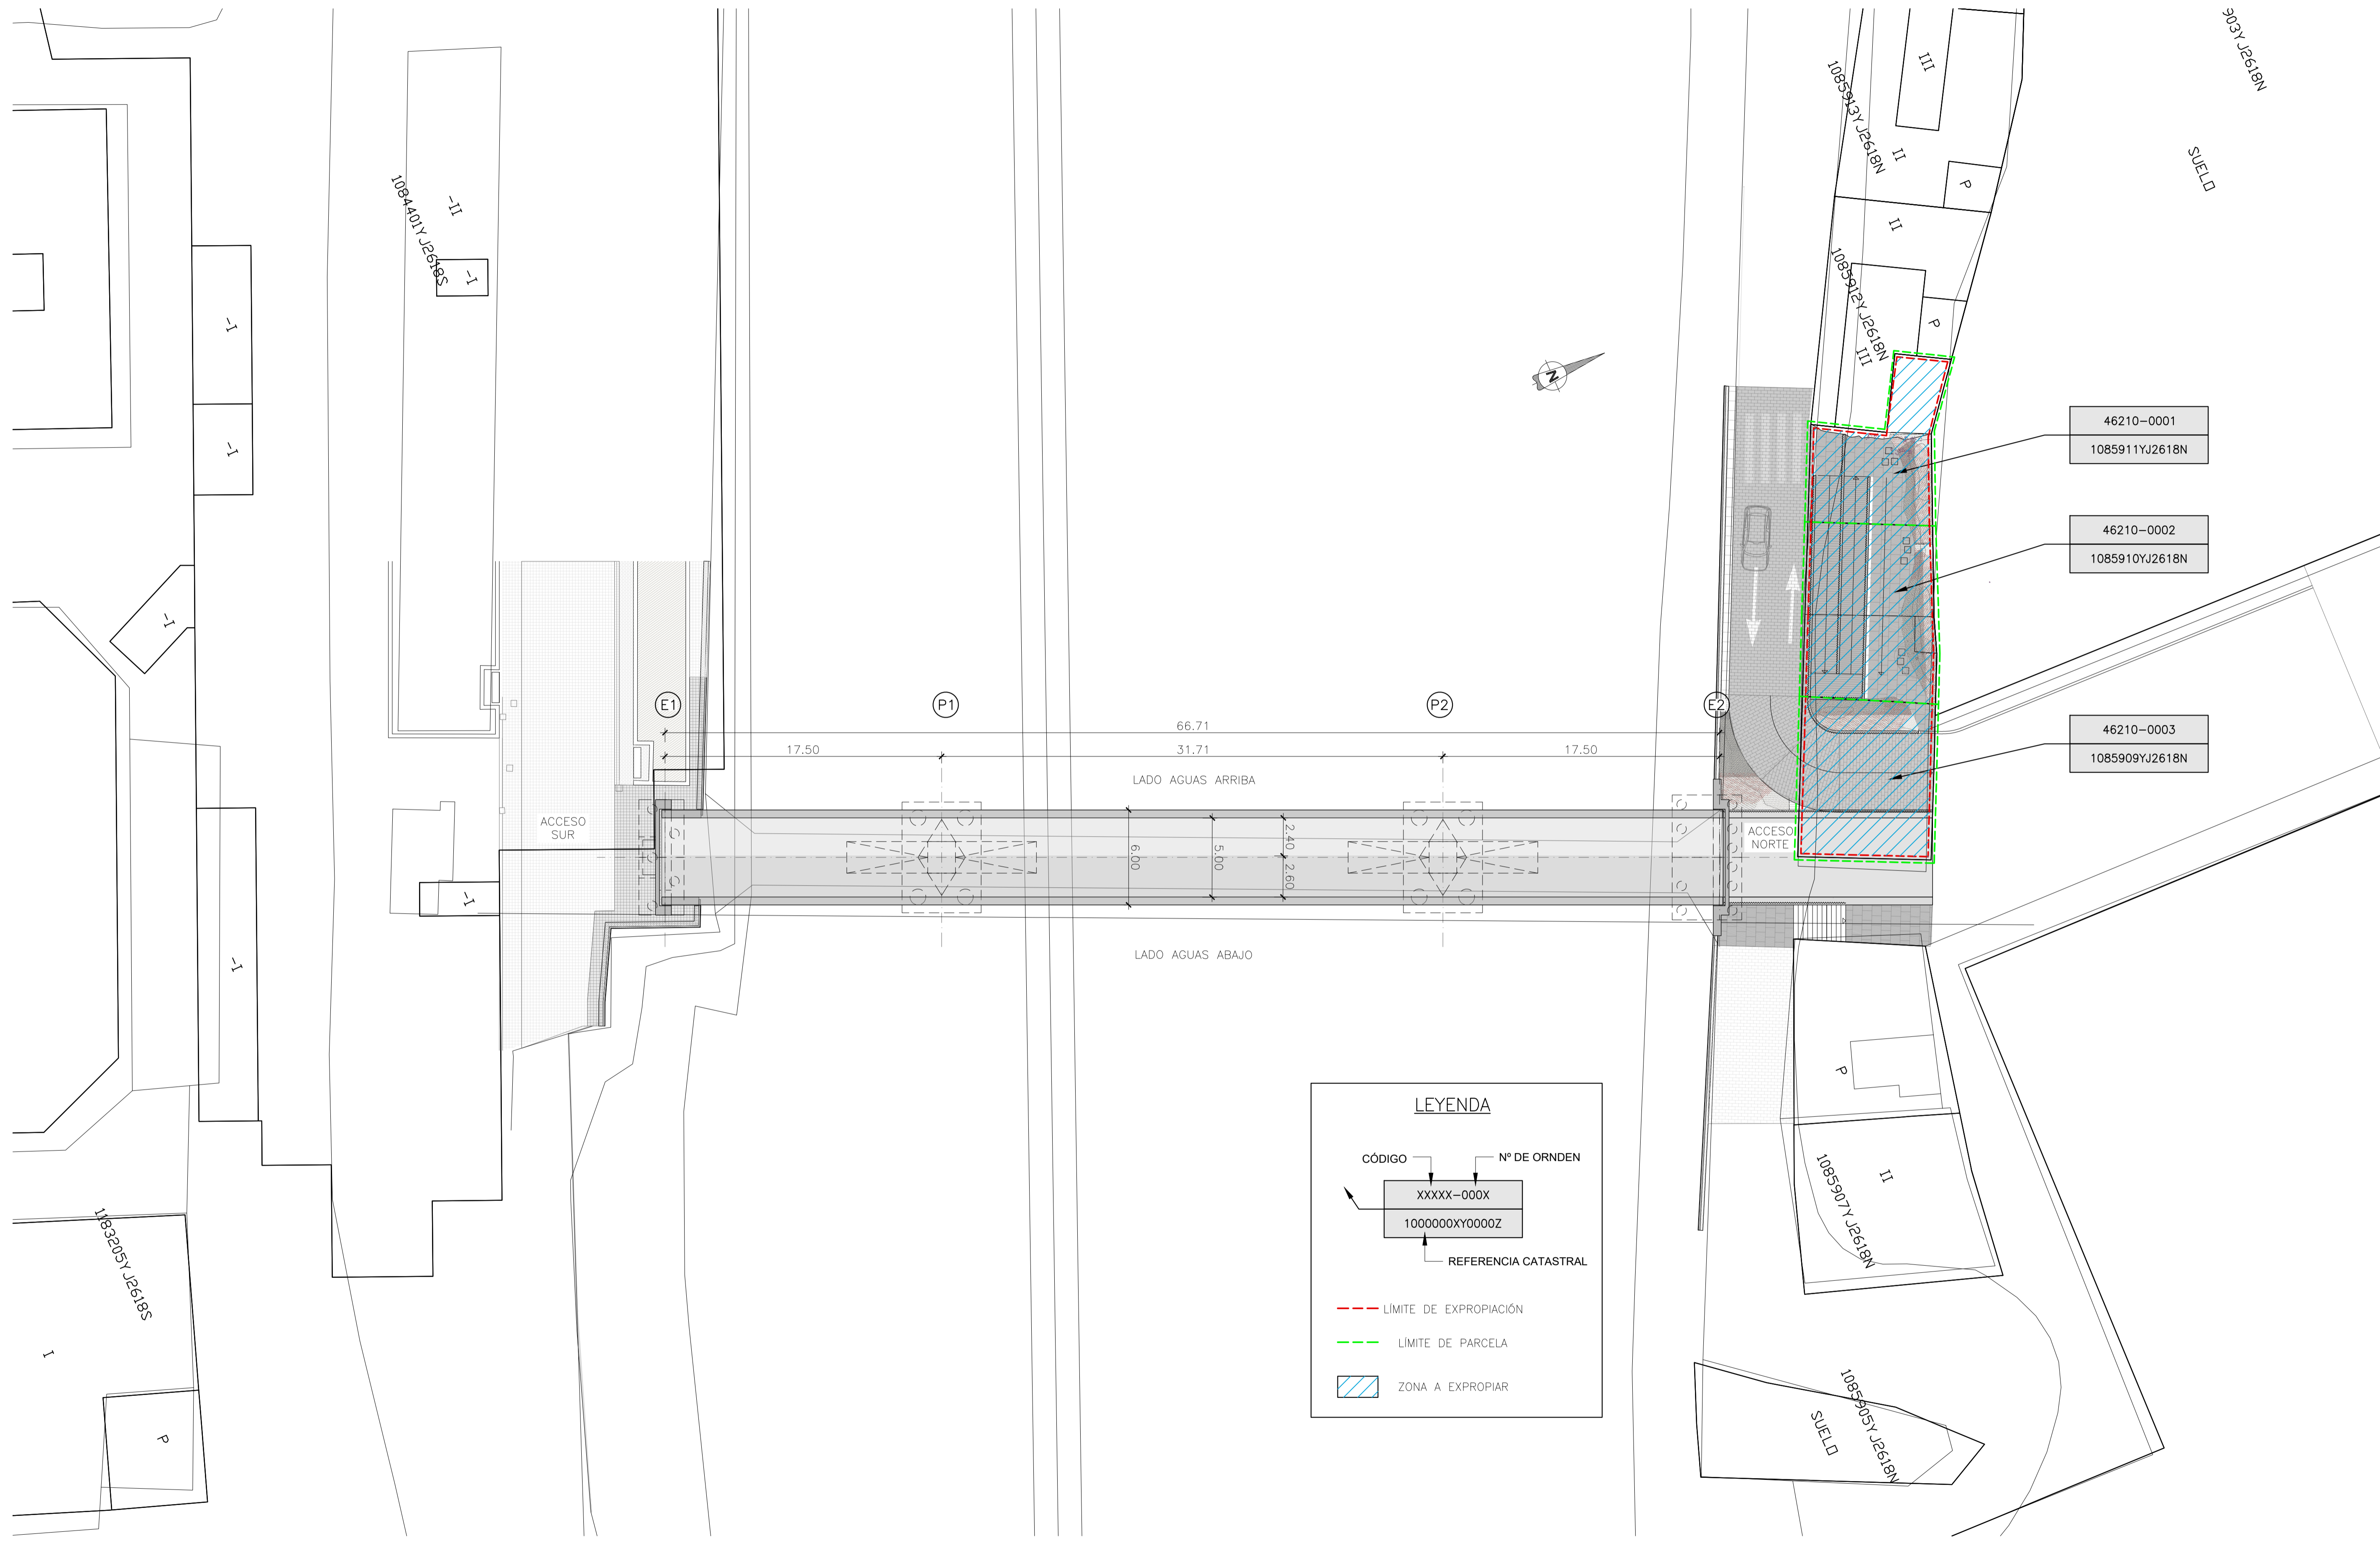 903YJ2618N
III
1085913YJ2618N
II
P
SUELO
1084401YJ2618S
-II
-I
II
1085912YJ2618N
III
P
-I
-I
N
46210-0001
1085911YJ2618N
46210-0002
1085910YJ2618N
-I
E1
P1
P2
E2
66.71
17.50
31.71
17.50
46210-0003
1085909YJ2618N
LADO AGUAS ARRIBA
ACCESO
SUR
6.00
5.00
2.40
2.60
ACCESO
NORTE
-I
-I
LADO AGUAS ABAJO
P
LEYENDA
CÓDIGO
Nº DE ORNDEN
XXXXX-000X
1000000XY0000Z
REFERENCIA CATASTRAL
LÍMITE DE EXPROPIACIÓN
LÍMITE DE PARCELA
ZONA A EXPROPIAR
II
1085907YJ2618N
1183205YJ2618S
I
P
1085905YJ2618N
SUELO